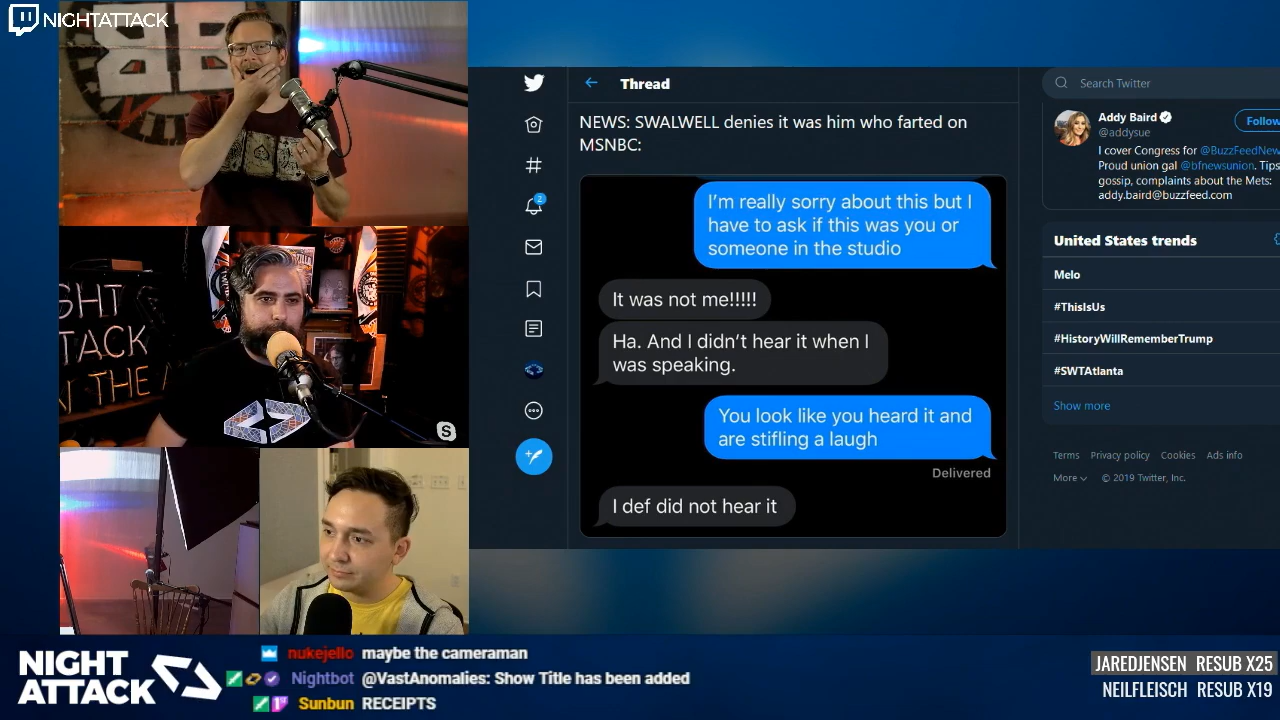 NIGHTATTACK
BB
GHT
TTACK
N THE
Thread
NEWS: SWALWELL denies it was him who farted on
MSNBC:
I'm really sorry about this but I
have to ask if this was you or
someone in the studio
It was not me!!!!!
Ha. And I didn't hear it when I
was speaking.
You look like you heard it and
are stifling a laugh
Delivered
I def did not hear it
2
Search Twitter
Addy Baird
@addysue
Follow
I cover Congress for @BuzzFeedNew
Proud union gal @bfnewsunion. Tips
gossip, complaints about the Mets:
addy.baird@buzzfeed.com
United States trends
Melo
#ThisIsUs
#HistoryWillRememberTrump
#SWTAtlanta
Show more
Terms Privacy policy Cookies Ads info
More © 2019 Twitter, Inc.
NIGHT
ATTACK
nukejello maybe the cameraman
Nightbot @VastAnomalies: Show Title has been added
Sunbun RECEIPTS
JAREDJENSEN RESUB X25
NEILFLEISCH RESUB X19